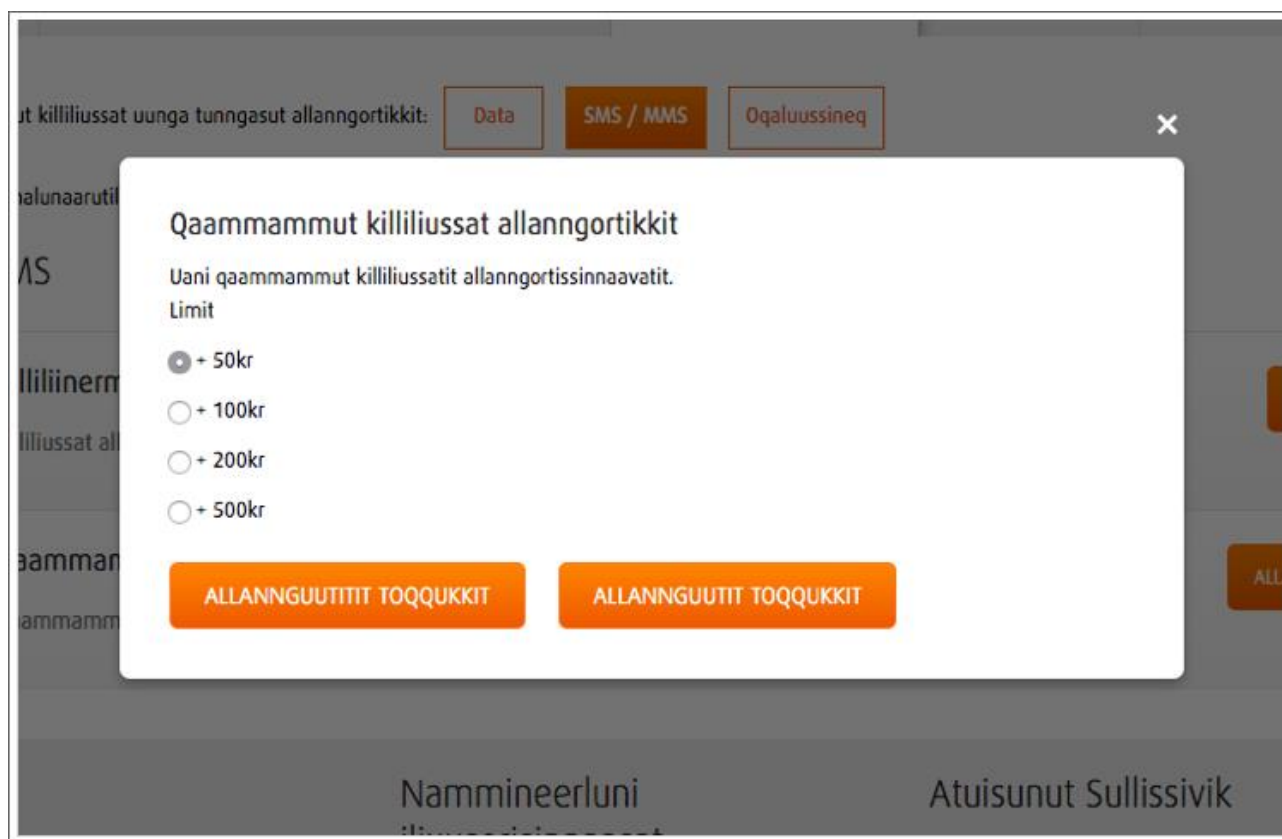 killiliussat uunga tunngasut allanngortikkit: Data SMS / MMS Oqaluussineq
Qaammammut killiliussat allanngortikkit
Uani qaammammut killiliussatit allanngortissinnaavatit.
Limit
+ 50kr
+ 100kr
+ 200kr
+ 500kr
ALLANNGUUTITIT TOQQUKKIT ALLANNGUUTIT TOQQUKKIT
Nammineerluni Atuisunut Sullissivik